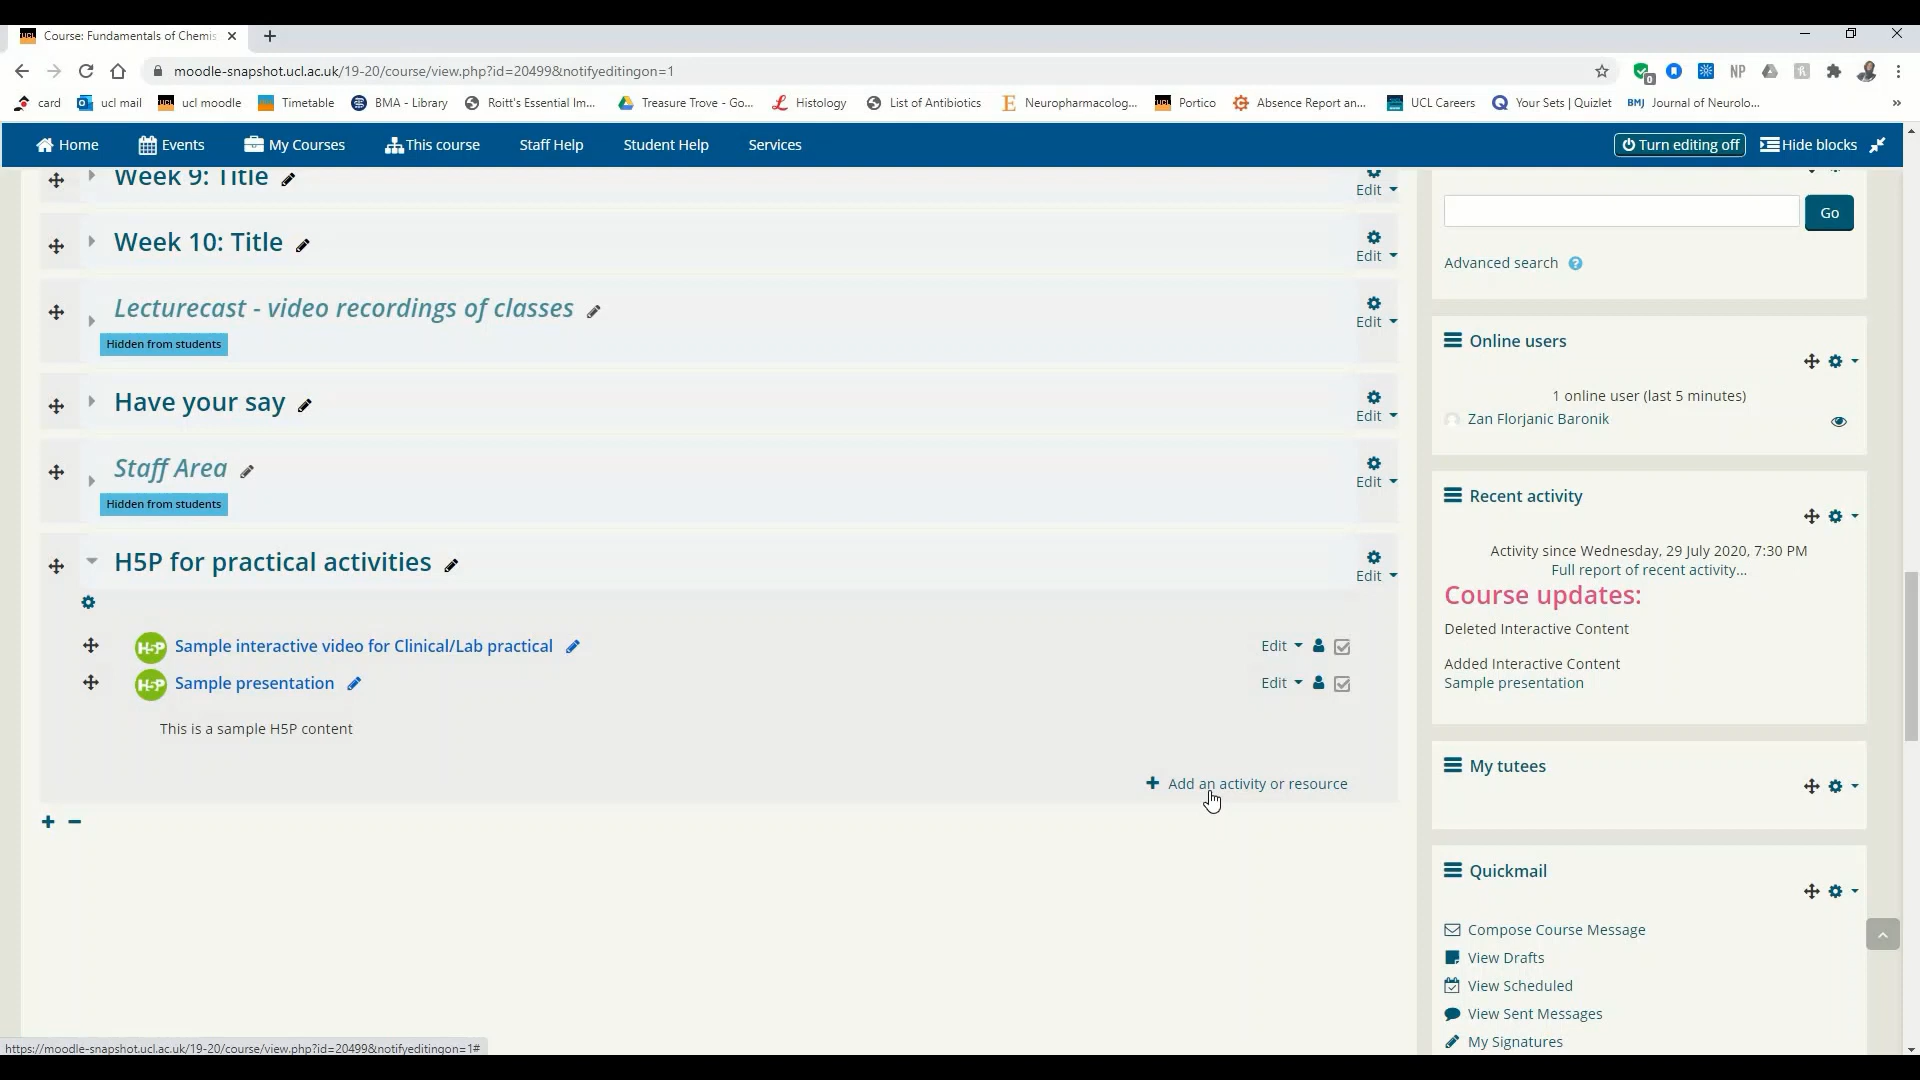 Course: Fundamentals of Chemis
moodle-snapshot.ucl.ac.uk/19-20/course/view.php?id=20499&notifyeditingon=1
0
NP
card
ucl mail
UCL
ucl moodle
Timetable
BMA - Library
Roitt's Essential Im...
Treasure Trove - Go...
Histology
List of Antibiotics
Neuropharmacolog...
Portico
Absence Report an...
UCL Careers
Your Sets | Quizlet
BMJ Journal of Neurolo...
Home
Events
My Courses
This course
Staff Help
Student Help
Services
Turn editing off
Hide blocks
Week 9: Title
Edit
Week 10: Title
Edit
Lecturecast - video recordings of classes
Edit
Hidden from students
Have your say
Edit
Staff Area
Edit
Hidden from students
H5P for practical activities
Edit
H5P Sample interactive video for Clinical/Lab practical
Edit
H5P Sample presentation
Edit
This is a sample H5P content
Add an activity or resource
Go
Advanced search
Online users
1 online user (last 5 minutes)
Zan Florjanic Baronik
Recent activity
Activity since Wednesday, 29 July 2020, 7:30 PM
Full report of recent activity...
Course updates:
Deleted Interactive Content
Added Interactive Content
Sample presentation
My tutees
Quickmail
Compose Course Message
View Drafts
View Scheduled
View Sent Messages
My Signatures
https://moodle-snapshot.ucl.ac.uk/19-20/course/view.php?id=20499&notifyeditingon=1#